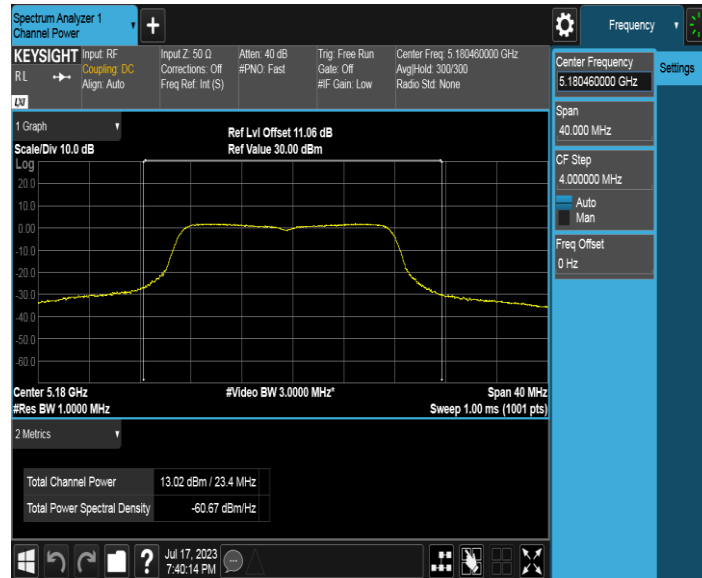 Spectrum Analyzer 1
Channel Power
+
Frequency
KEYSIGHT
RL
LXI
Input: RF
Coupling: DC
Align: Auto
Input Z: 50 Ω
Corrections: Off
Freq Ref: Int (S)
Atten: 40 dB
#PNO: Fast
Trig: Free Run
Gate: Off
#IF Gain: Low
Center Freq: 5.180460000 GHz
Avg|Hold: 300/300
Radio Std: None
Center Frequency
5.180460000 GHz
Settings
Span
40.000 MHz
CF Step
4.000000 MHz
Auto
Man
Freq Offset
0 Hz
1 Graph
Scale/Div 10.0 dB
Ref Lvl Offset 11.06 dB
Ref Value 30.00 dBm
Log
20.0
10.0
0.00
-10.0
-20.0
-30.0
-40.0
-50.0
-60.0
Center 5.18 GHz
#Video BW 3.0000 MHz*
Span 40 MHz
#Res BW 1.0000 MHz
Sweep 1.00 ms (1001 pts)
2 Metrics
Total Channel Power 13.02 dBm / 23.4 MHz
Total Power Spectral Density -60.67 dBm/Hz
?
Jul 17, 2023
7:40:14 PM